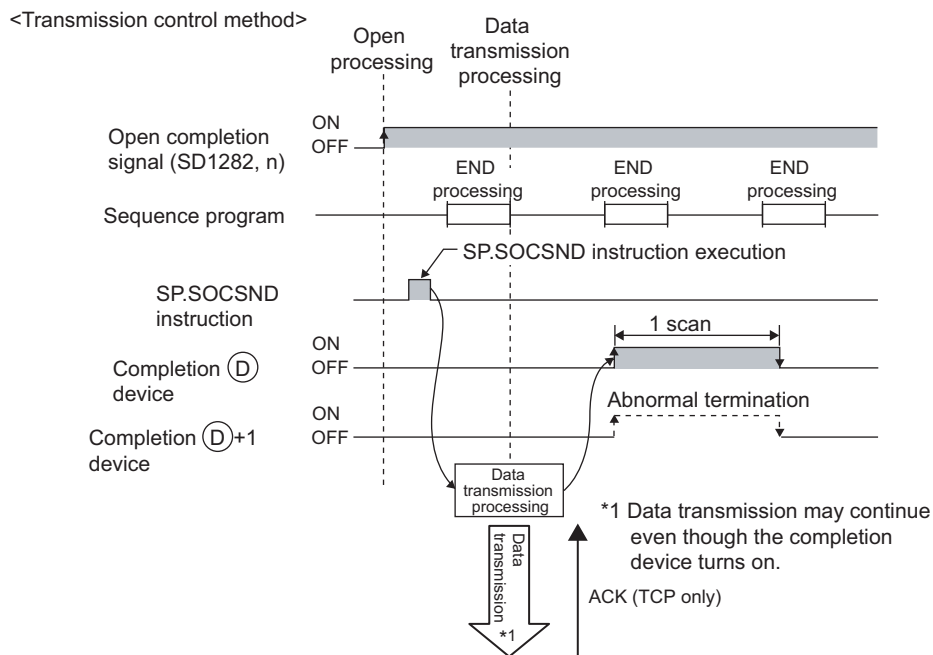 <Transmission control method>
Open
processing
Data
transmission
processing
Open completion
signal (SD1282, n)
ON
OFF
END
processing
END
processing
END
processing
Sequence program
SP.SOCSND instruction execution
SP.SOCSND
instruction
1 scan
ON
OFF
Completion D
device
Abnormal termination
ON
OFF
Completion D+1
device
Data
transmission
processing
*1 Data transmission may continue
even though the completion
device turns on.
Data
transmission
*1
ACK (TCP only)